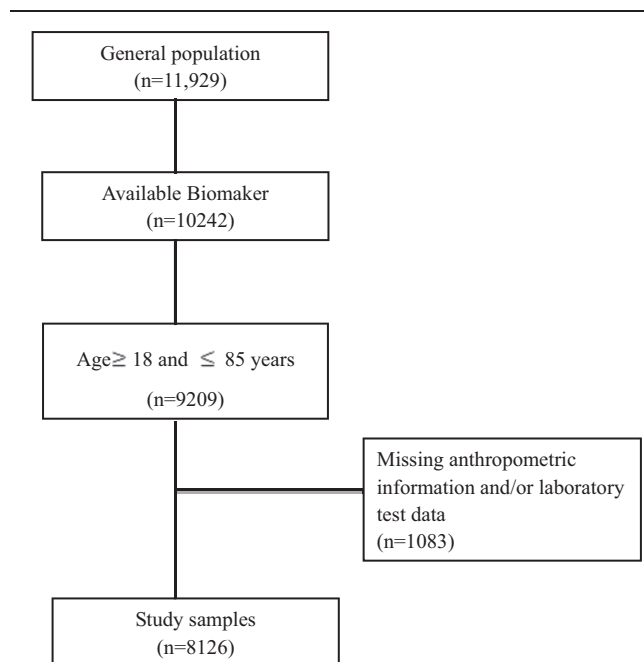 General population
(n=11,929)
Available Biomaker
(n=10242)
Age≥ 18 and ≤ 85 years
(n=9209)
Missing anthropometric
information and/or laboratory
test data
(n=1083)
Study samples
(n=8126)